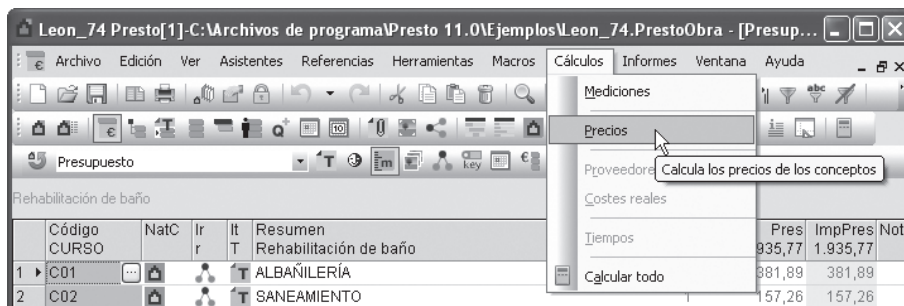 Leon_74 Presto[1]-C:\Archivos de programa\Presto 11.0\Ejemplos\Leon_74.PrestoObra - [Presup...
Archivo Edición Ver Asistentes Referencias Herramientas Macros Cálculos Informes Ventana Ayuda
Mediciones
Precios
Calcula los precios de los conceptos
Proveedore
Costes reales
Tiempos
Calcular todo
abc
10
Presupuesto
key
Rehabilitación de baño
Código NatC Ir It Resumen Pres ImpPres Not
CURSO r T Rehabilitación de baño 935,77 1.935,77
1 C01 ... T ALBAÑILERÍA 381,89 381,89
2 C02 T SANEAMIENTO 157,26 157,26